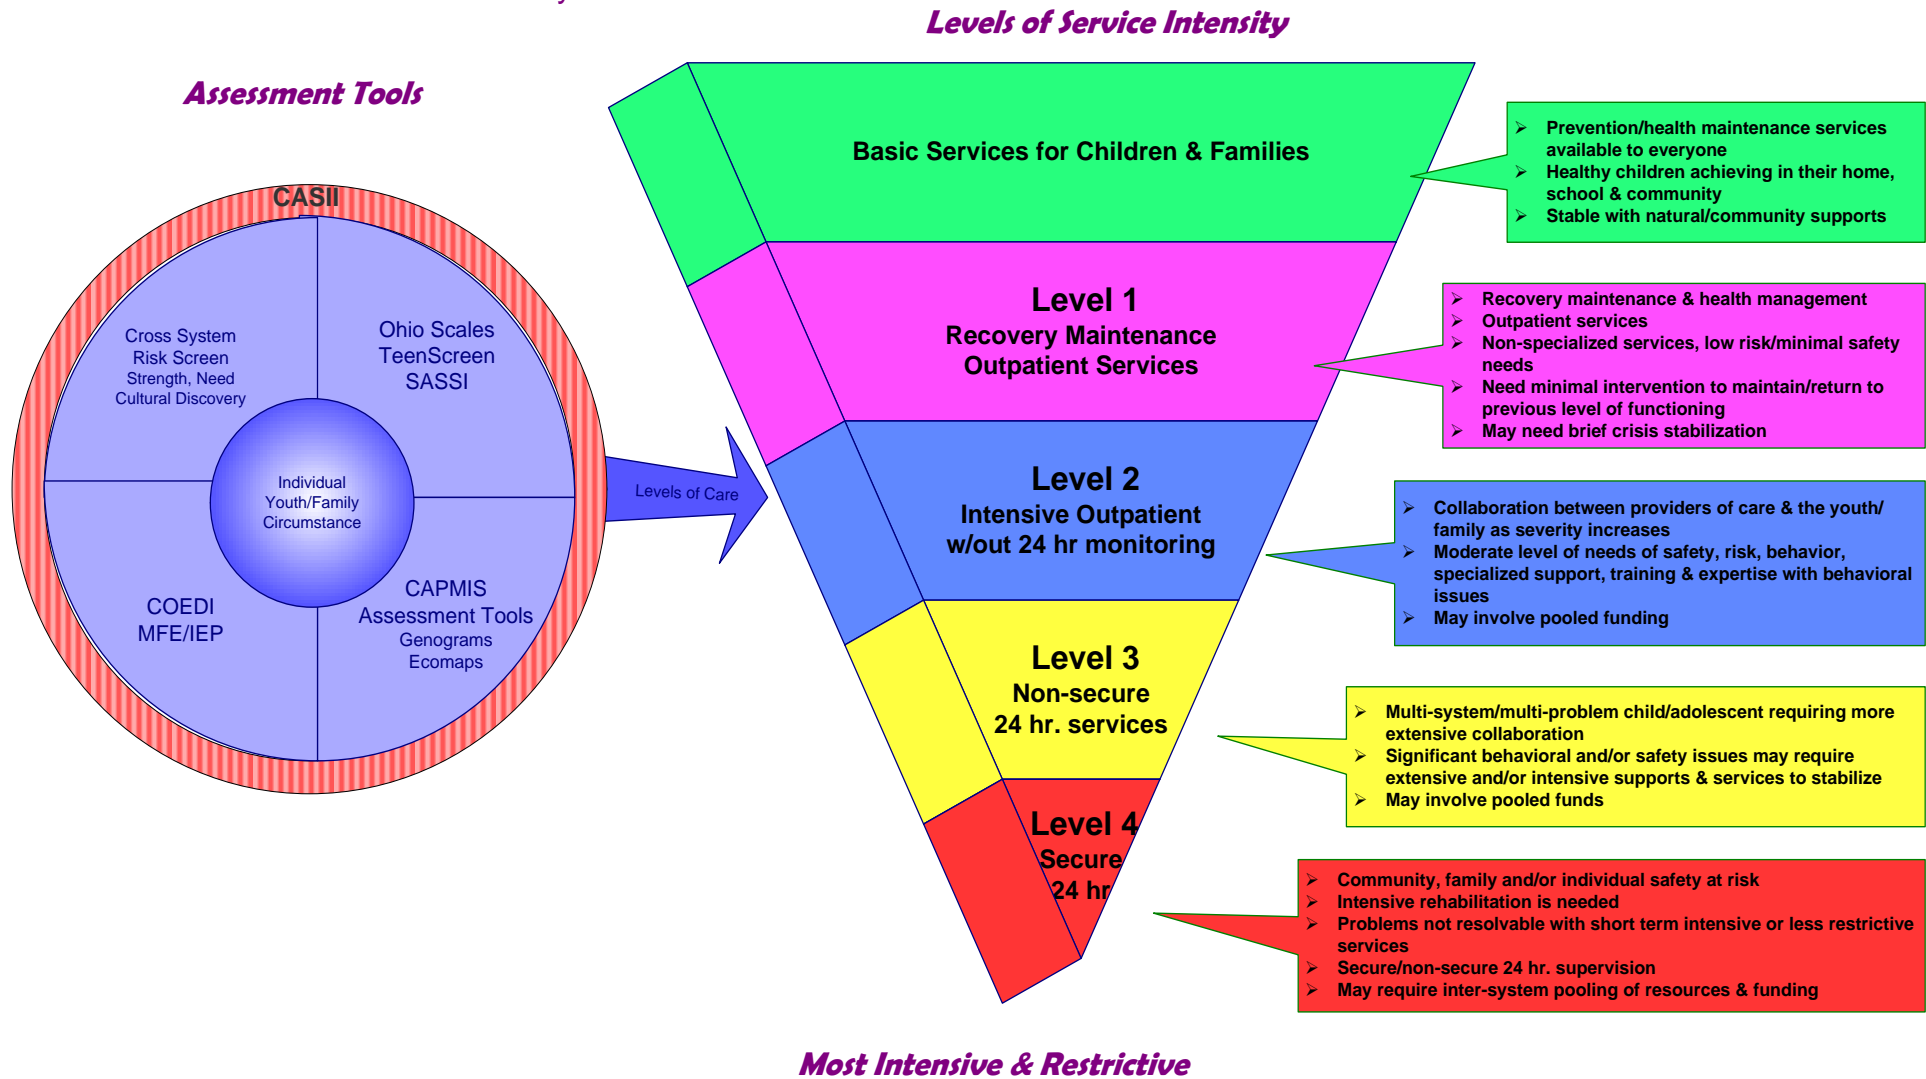 Levels of Service Intensity
Assessment Tools
CASII
Cross System
Risk Screen
Strength, Need
Cultural Discovery
Ohio Scales
TeenScreen
SASSI
Individual
Youth/Family
Circumstance
COEDI
MFE/IEP
CAPMIS
Assessment Tools
Genograms
Ecomaps
Levels of Care
Basic Services for Children & Families
Level 1
Recovery Maintenance
Outpatient Services
Level 2
Intensive Outpatient
w/out 24 hr monitoring
Level 3
Non-secure
24 hr. services
Level 4
Secure
24 hr
➢ Prevention/health maintenance services
available to everyone
➢ Healthy children achieving in their home,
school & community
➢ Stable with natural/community supports
➢ Recovery maintenance & health management
➢ Outpatient services
➢ Non-specialized services, low risk/minimal safety
needs
➢ Need minimal intervention to maintain/return to
previous level of functioning
➢ May need brief crisis stabilization
➢ Collaboration between providers of care & the youth/
family as severity increases
➢ Moderate level of needs of safety, risk, behavior,
specialized support, training & expertise with behavioral
issues
➢ May involve pooled funding
➢ Multi-system/multi-problem child/adolescent requiring more
extensive collaboration
➢ Significant behavioral and/or safety issues may require
extensive and/or intensive supports & services to stabilize
➢ May involve pooled funds
➢ Community, family and/or individual safety at risk
➢ Intensive rehabilitation is needed
➢ Problems not resolvable with short term intensive or less restrictive
services
➢ Secure/non-secure 24 hr. supervision
➢ May require inter-system pooling of resources & funding
Most Intensive & Restrictive